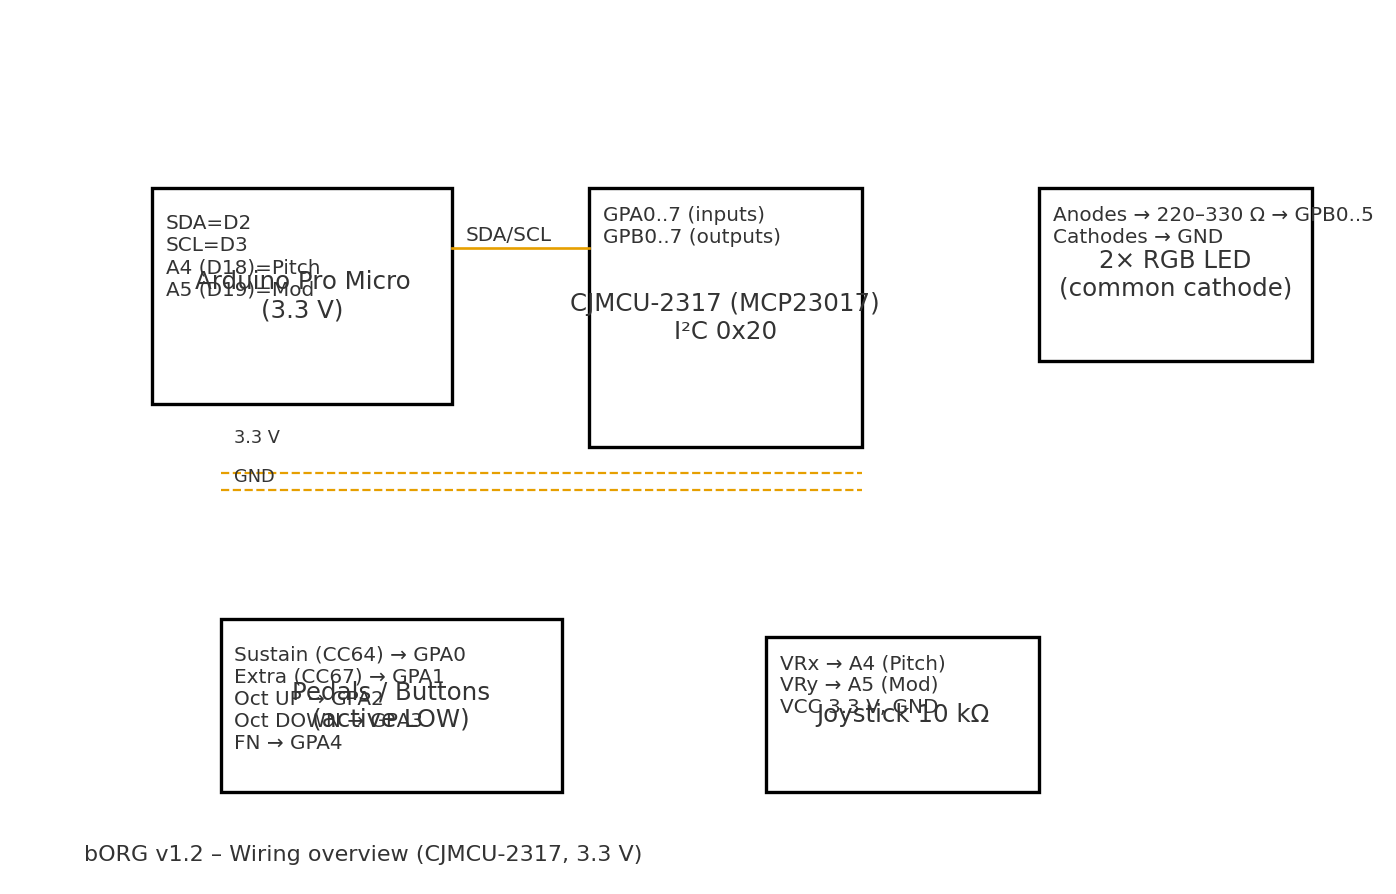 SDA=D2
SCL=D3
A4 (D18)=Pitch
A5 (D19)=Mod
Arduino Pro Micro
(3.3 V)
SDA/SCL
GPA0..7 (inputs)
GPB0..7 (outputs)
CJMCU-2317 (MCP23017)
I²C 0x20
Anodes → 220–330 Ω → GPB0..5
Cathodes → GND
2× RGB LED
(common cathode)
3.3 V
GND
Sustain (CC64) → GPA0
Extra (CC67) → GPA1
Oct UP → GPA2
Oct DOWN → GPA3
FN → GPA4
Pedals / Buttons
(active LOW)
VRx → A4 (Pitch)
VRy → A5 (Mod)
VCC 3.3 V, GND
Joystick 10 kΩ
bORG v1.2 – Wiring overview (CJMCU-2317, 3.3 V)